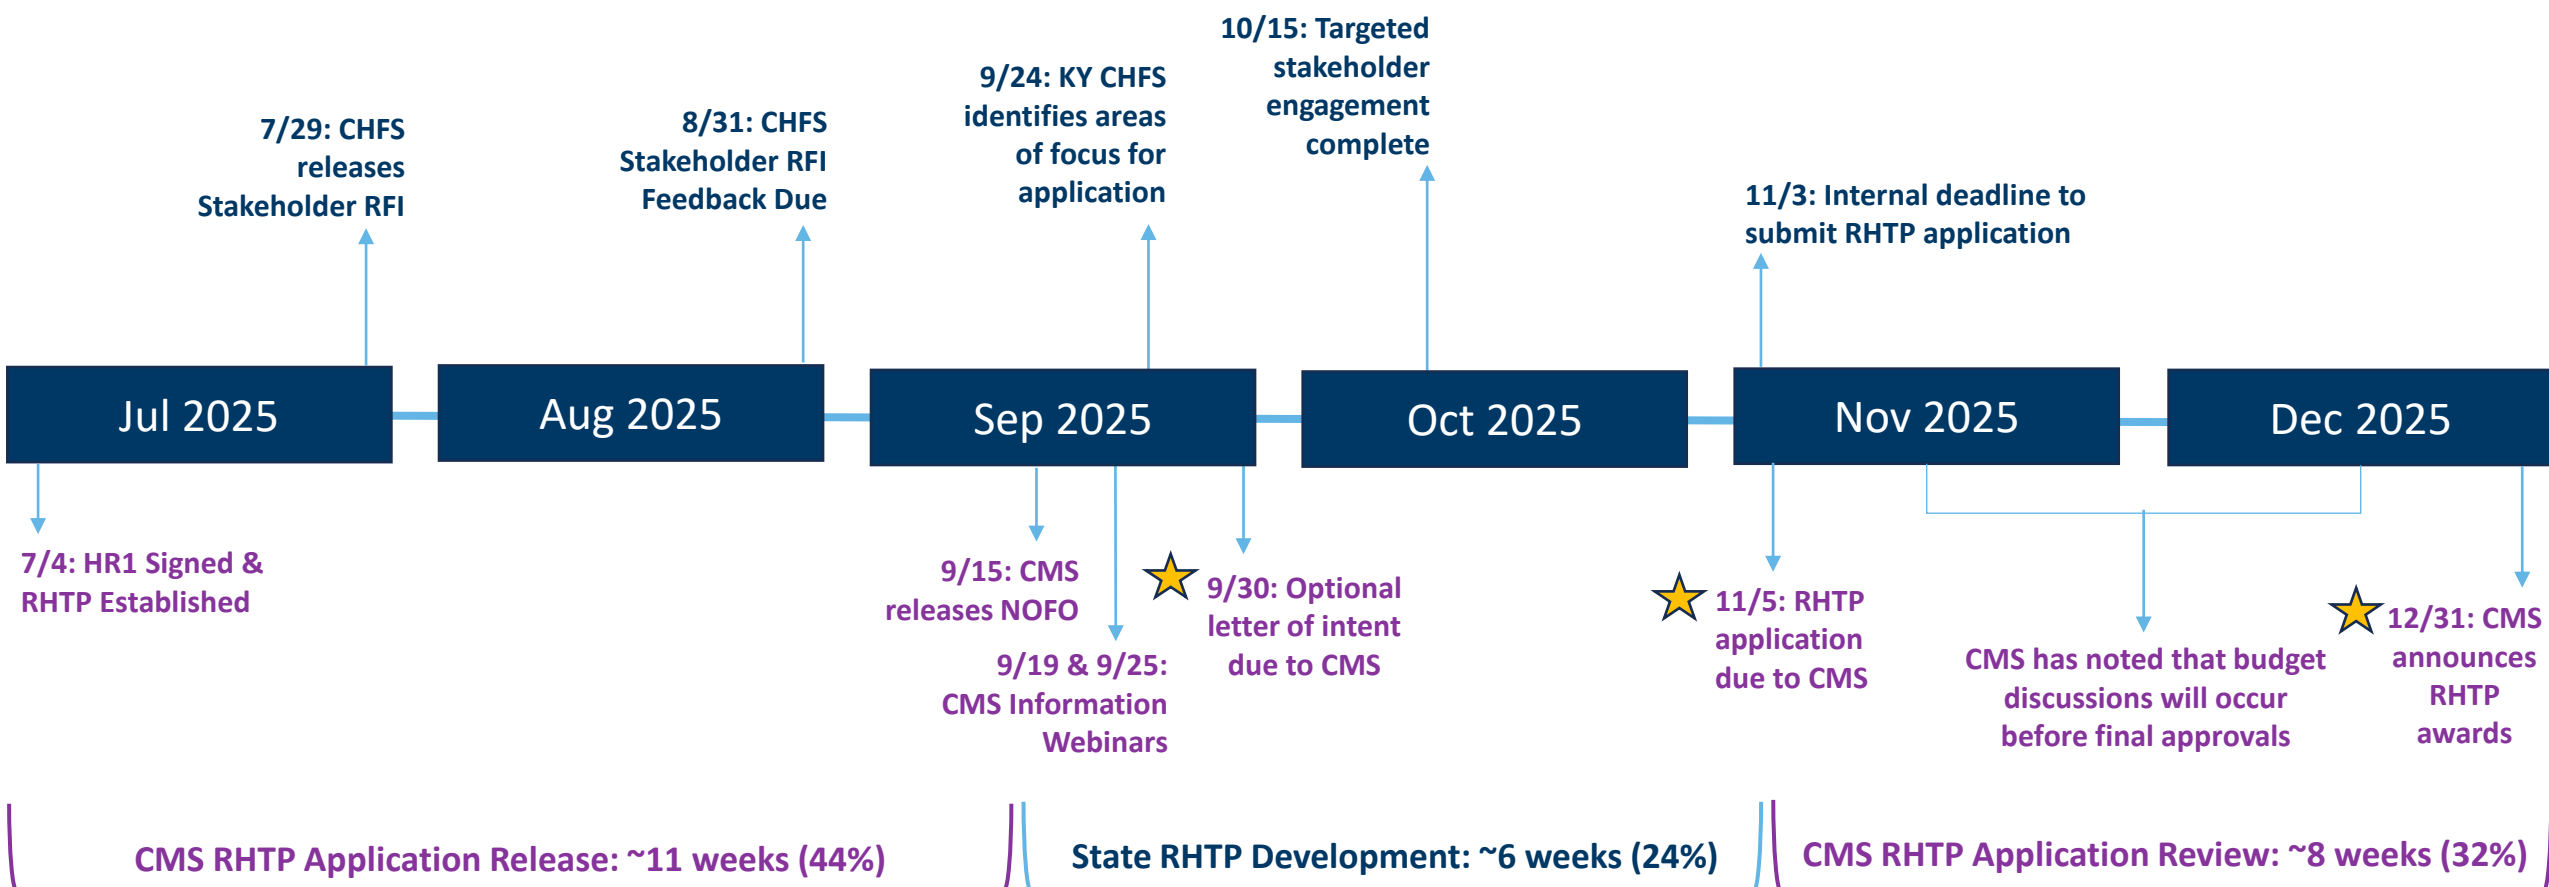 10/15: Targeted
stakeholder
engagement
complete
9/24: KY CHFS
identifies areas
of focus for
application
7/29: CHFS
releases
Stakeholder RFI
8/31: CHFS
Stakeholder RFI
Feedback Due
11/3: Internal deadline to
submit RHTP application
Jul 2025
Aug 2025
Sep 2025
Oct 2025
Nov 2025
Dec 2025
7/4: HR1 Signed &
RHTP Established
9/15: CMS
releases NOFO
9/19 & 9/25:
CMS Information
Webinars
9/30: Optional
letter of intent
due to CMS
11/5: RHTP
application
due to CMS
CMS has noted that budget
discussions will occur
before final approvals
12/31: CMS
announces
RHTP
awards
CMS RHTP Application Release: ~11 weeks (44%)
State RHTP Development: ~6 weeks (24%)
CMS RHTP Application Review: ~8 weeks (32%)